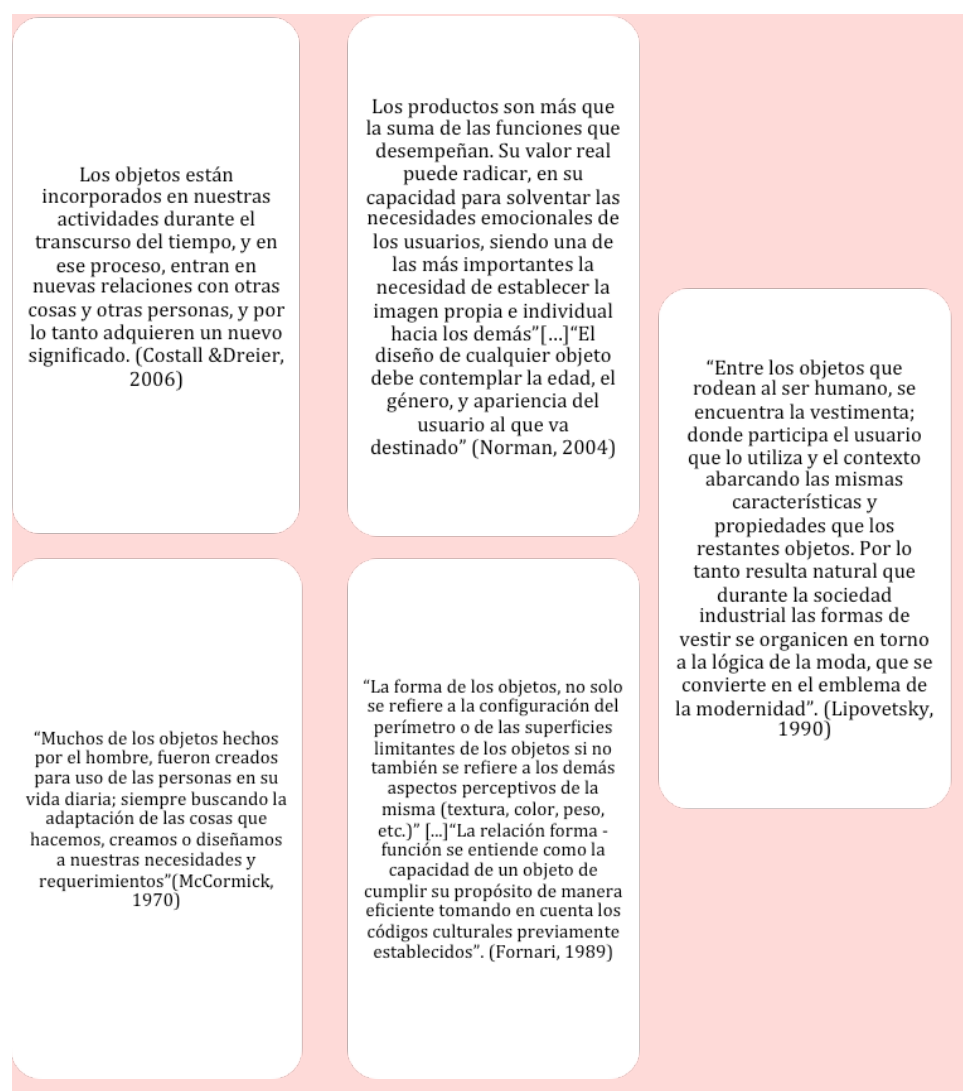 Los objetos están
incorporados en nuestras
actividades durante el
transcurso del tiempo, y en
ese proceso, entran en
nuevas relaciones con otras
cosas y otras personas, y por
lo tanto adquieren un nuevo
significado. (Costall &Dreier,
2006)
Los productos son más que
la suma de las funciones que
desempeñan. Su valor real
puede radicar, en su
capacidad para solventar las
necesidades emocionales de
los usuarios, siendo una de
las más importantes la
necesidad de establecer la
imagen propia e individual
hacia los demás”[...]“El
diseño de cualquier objeto
debe contemplar la edad, el
género, y apariencia del
usuario al que va
destinado” (Norman, 2004)
“Entre los objetos que
rodean al ser humano, se
encuentra la vestimenta;
donde participa el usuario
que lo utiliza y el contexto
abarcando las mismas
características y
propiedades que los
restantes objetos. Por lo
tanto resulta natural que
durante la sociedad
industrial las formas de
vestir se organicen en torno
a la lógica de la moda, que se
convierte en el emblema de
la modernidad”. (Lipovetsky,
1990)
“Muchos de los objetos hechos
por el hombre, fueron creados
para uso de las personas en su
vida diaria; siempre buscando la
adaptación de las cosas que
hacemos, creamos o diseñamos
a nuestras necesidades y
requerimientos”(McCormick,
1970)
“La forma de los objetos, no solo
se refiere a la configuración del
perímetro o de las superficies
limitantes de los objetos si no
también se refiere a los demás
aspectos perceptivos de la
misma (textura, color, peso,
etc.)” [...]“La relación forma -
función se entiende como la
capacidad de un objeto de
cumplir su propósito de manera
eficiente tomando en cuenta los
códigos culturales previamente
establecidos”. (Fornari, 1989)